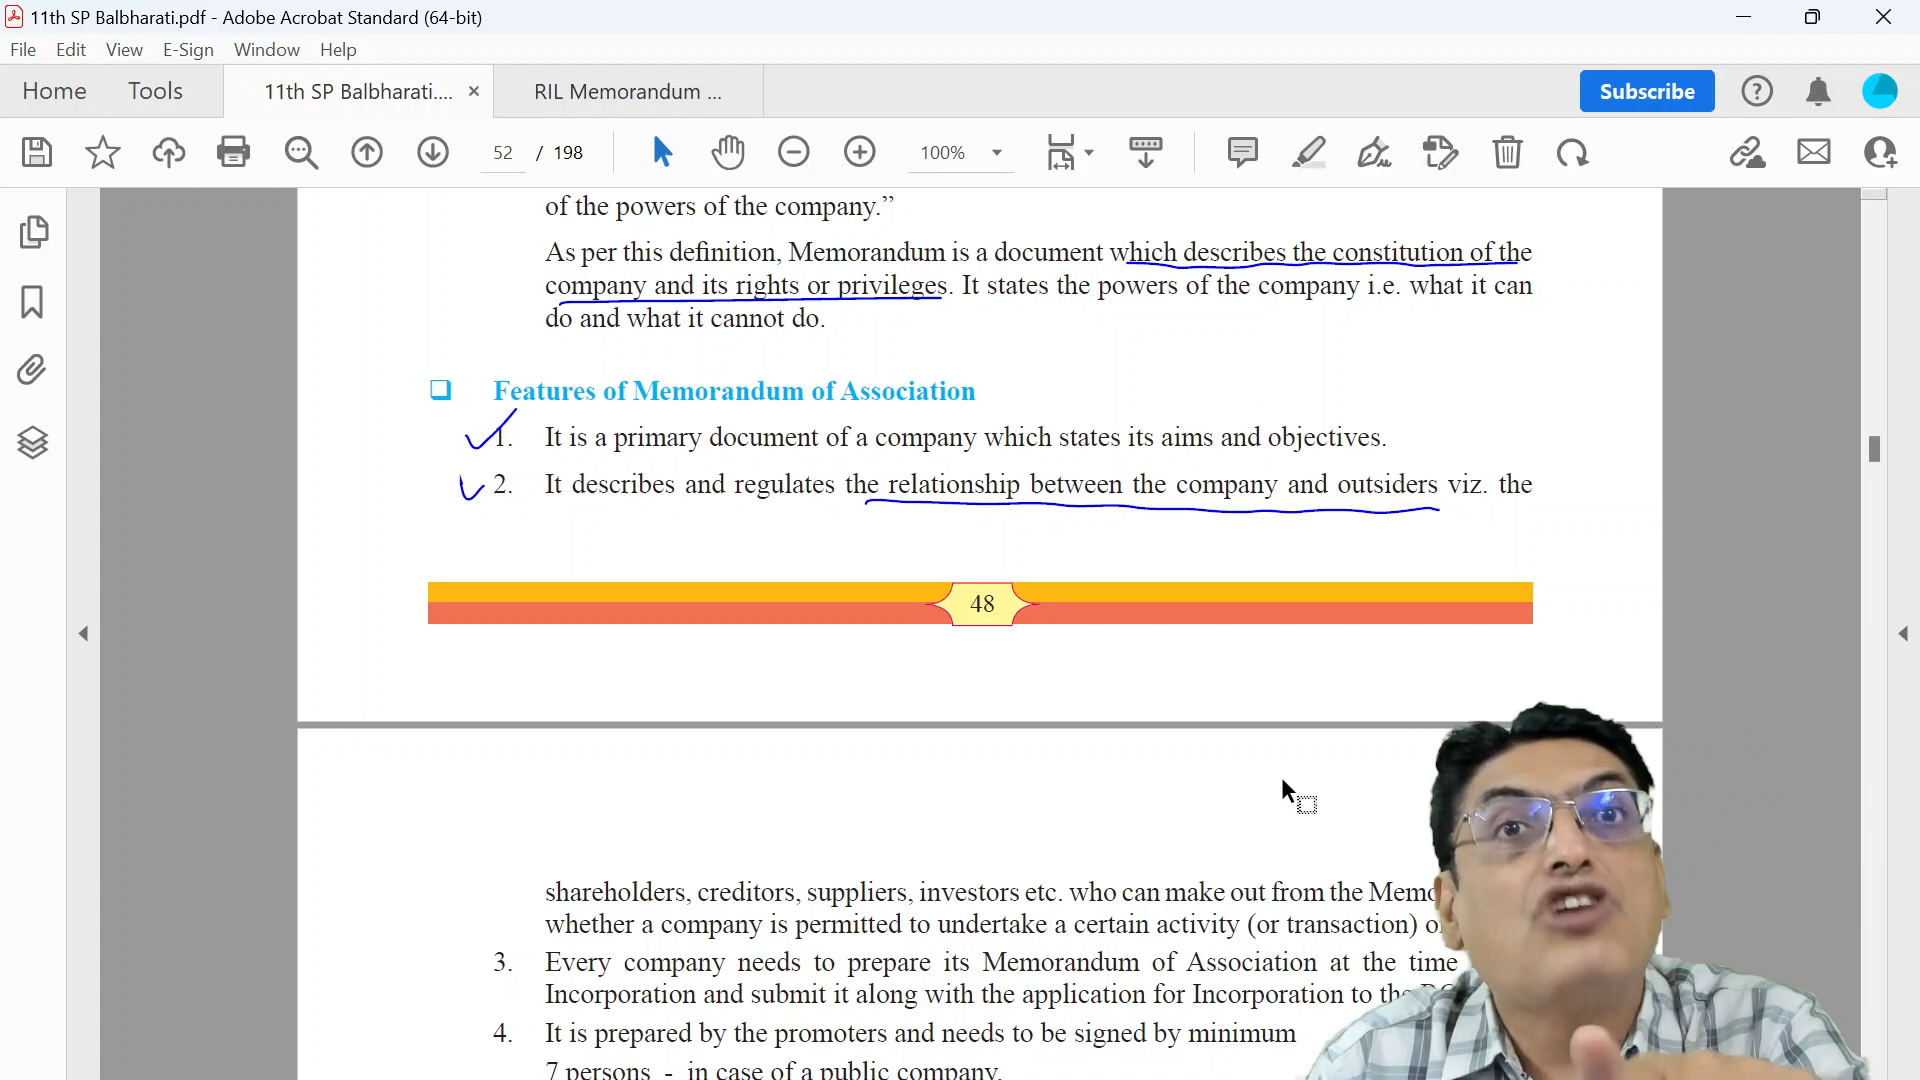 11th SP Balbharati.pdf - Adobe Acrobat Standard (64-bit)
File Edit View E-Sign Window Help
Home Tools 11th SP Balbharati.... × RIL Memorandum ... Subscribe
52 / 198 100%
of the powers of the company.”
As per this definition, Memorandum is a document which describes the constitution of the
company and its rights or privileges. It states the powers of the company i.e. what it can
do and what it cannot do.
❑ Features of Memorandum of Association
1. It is a primary document of a company which states its aims and objectives.
2. It describes and regulates the relationship between the company and outsiders viz. the
48
shareholders, creditors, suppliers, investors etc. who can make out from the
whether a company is permitted to undertake a certain activity (or transaction)
3. Every company needs to prepare its Memorandum of Association at the time
Incorporation and submit it along with the application for Incorporation to the
4. It is prepared by the promoters and needs to be signed by minimum
7 persons - in case of a public company.